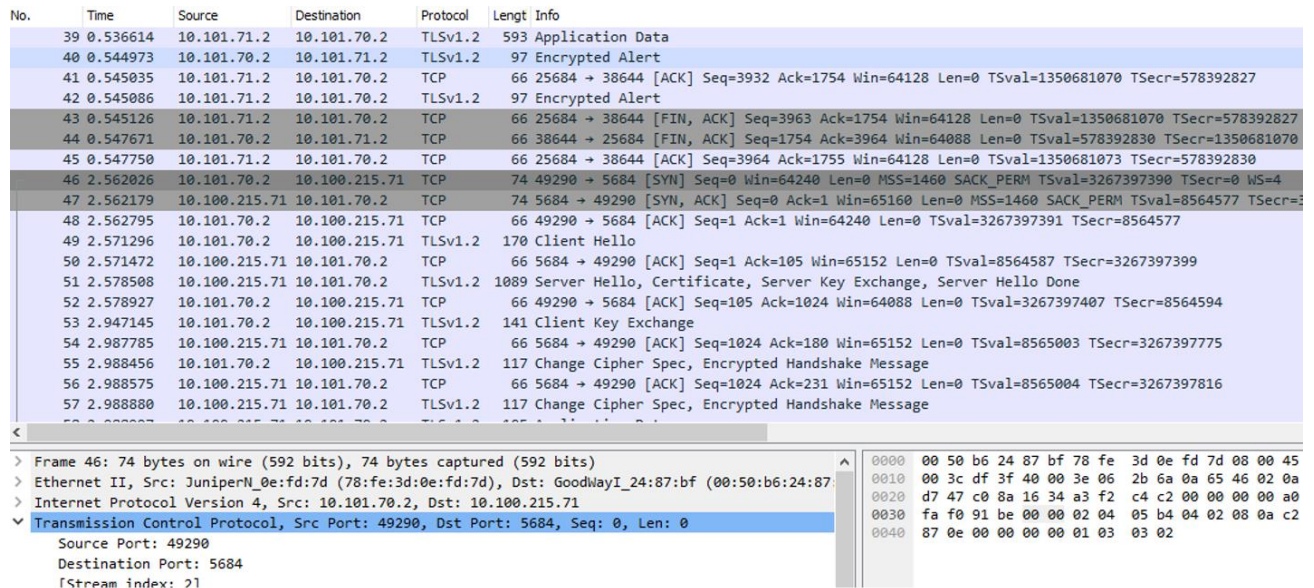 No. Time Source Destination Protocol Lengt Info
39 0.536614 10.101.71.2 10.101.70.2 TLSv1.2 593 Application Data
40 0.544973 10.101.70.2 10.101.71.2 TLSv1.2 97 Encrypted Alert
41 0.545035 10.101.71.2 10.101.70.2 TCP 66 25684 → 38644 [ACK] Seq=3932 Ack=1754 Win=64128 Len=0 TSval=1350681070 TSecr=578392827
42 0.545086 10.101.71.2 10.101.70.2 TLSv1.2 97 Encrypted Alert
43 0.545126 10.101.71.2 10.101.70.2 TCP 66 25684 → 38644 [FIN, ACK] Seq=3963 Ack=1754 Win=64128 Len=0 TSval=1350681070 TSecr=578392827
44 0.547671 10.101.70.2 10.101.71.2 TCP 66 38644 → 25684 [FIN, ACK] Seq=1754 Ack=3964 Win=64088 Len=0 TSval=578392830 TSecr=1350681070
45 0.547750 10.101.71.2 10.101.70.2 TCP 66 25684 → 38644 [ACK] Seq=3964 Ack=1755 Win=64128 Len=0 TSval=1350681073 TSecr=578392830
46 2.562026 10.101.70.2 10.100.215.71 TCP 74 49290 → 5684 [SYN] Seq=0 Win=64240 Len=0 MSS=1460 SACK_PERM TSval=3267397390 TSecr=0 WS=4
47 2.562179 10.100.215.71 10.101.70.2 TCP 74 5684 → 49290 [SYN, ACK] Seq=0 Ack=1 Win=65160 Len=0 MSS=1460 SACK_PERM TSval=8564577 TSecr=3
48 2.562795 10.101.70.2 10.100.215.71 TCP 66 49290 → 5684 [ACK] Seq=1 Ack=1 Win=64240 Len=0 TSval=3267397391 TSecr=8564577
49 2.571296 10.101.70.2 10.100.215.71 TLSv1.2 170 Client Hello
50 2.571472 10.100.215.71 10.101.70.2 TCP 66 5684 → 49290 [ACK] Seq=1 Ack=105 Win=65152 Len=0 TSval=8564587 TSecr=3267397399
51 2.578508 10.100.215.71 10.101.70.2 TLSv1.2 1089 Server Hello, Certificate, Server Key Exchange, Server Hello Done
52 2.578927 10.101.70.2 10.100.215.71 TCP 66 49290 → 5684 [ACK] Seq=105 Ack=1024 Win=64088 Len=0 TSval=3267397407 TSecr=8564594
53 2.947145 10.101.70.2 10.100.215.71 TLSv1.2 141 Client Key Exchange
54 2.987785 10.100.215.71 10.101.70.2 TCP 66 5684 → 49290 [ACK] Seq=1024 Ack=180 Win=65152 Len=0 TSval=8565003 TSecr=3267397775
55 2.988456 10.101.70.2 10.100.215.71 TLSv1.2 117 Change Cipher Spec, Encrypted Handshake Message
56 2.988575 10.100.215.71 10.101.70.2 TCP 66 5684 → 49290 [ACK] Seq=1024 Ack=231 Win=65152 Len=0 TSval=8565004 TSecr=3267397816
57 2.988880 10.100.215.71 10.101.70.2 TLSv1.2 117 Change Cipher Spec, Encrypted Handshake Message
Frame 46: 74 bytes on wire (592 bits), 74 bytes captured (592 bits)
Ethernet II, Src: JuniperN_0e:fd:7d (78:fe:3d:0e:fd:7d), Dst: GoodWayI_24:87:bf (00:50:b6:24:87:
Internet Protocol Version 4, Src: 10.101.70.2, Dst: 10.100.215.71
Transmission Control Protocol, Src Port: 49290, Dst Port: 5684, Seq: 0, Len: 0
Source Port: 49290
Destination Port: 5684
[Stream index: 2]
0000 00 50 b6 24 87 bf 78 fe 3d 0e fd 7d 08 00 45
0010 00 3c df 3f 40 00 3e 06 2b 6a 0a 65 46 02 0a
0020 d7 47 c0 8a 16 34 a3 f2 c4 c2 00 00 00 00 a0
0030 fa f0 91 be 00 00 02 04 05 b4 04 02 08 0a c2
0040 87 0e 00 00 00 00 01 03 03 02